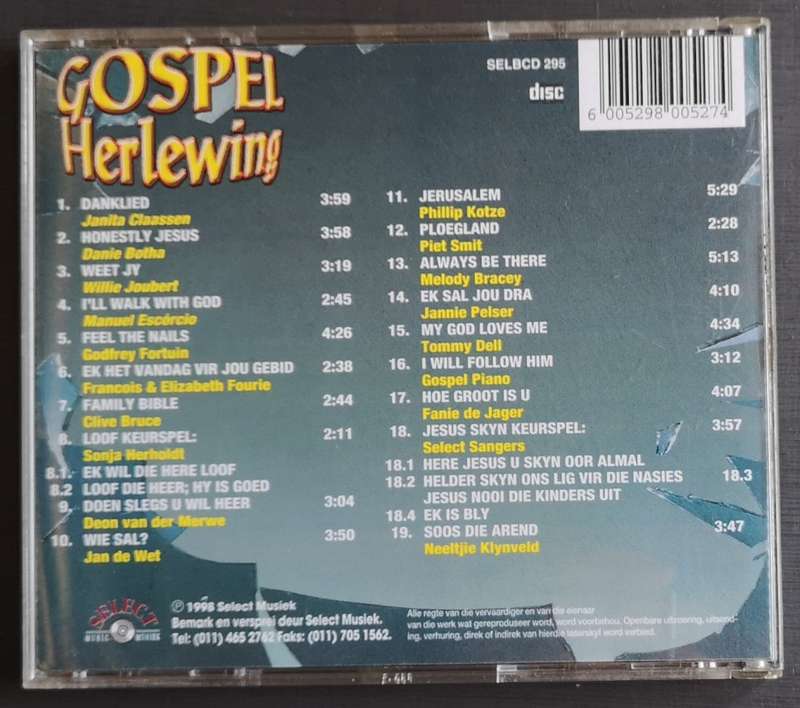 GOSPEL
Herlewing
SELBCD 295
disc
6 005298 005274
1. DANKLIED 3:59
Janita Claassen
2. HONESTLY JESUS 3:58
Danie Botha
3. WEET JY 3:19
Willie Joubert
4. I'LL WALK WITH GOD 2:45
Manuel Escórcio
5. FEEL THE NAILS 4:26
Godfrey Fortuin
6. EK HET VANDAG VIR JOU GEBID 2:38
Francois & Elizabeth Fourie
7. FAMILY BIBLE 2:44
Clive Bruce
8. LOOF KEURSPEL: 2:11
Sonja Herholdt
8.1. EK WIL DIE HERE LOOF
8.2 LOOF DIE HEER; HY IS GOED
9. DOEN SLEGS U WIL HEER 3:04
Deon van der Merwe
10. WIE SAL? 3:50
Jan de Wet
11. JERUSALEM 5:29
Phillip Kotze
12. PLOEGLAND 2:28
Piet Smit
13. ALWAYS BE THERE 5:13
Melody Bracey
14. EK SAL JOU DRA 4:10
Jannie Pelser
15. MY GOD LOVES ME 4:34
Tommy Dell
16. I WILL FOLLOW HIM 3:12
Gospel Piano
17. HOE GROOT IS U 4:07
Fanie de Jager
18. JESUS SKYN KEURSPEL: 3:57
Select Sangers
18.1 HERE JESUS U SKYN OOR ALMAL
18.2 HELDER SKYN ONS LIG VIR DIE NASIES 18.3
JESUS NOOI DIE KINDERS UIT
18.4 EK IS BLY
19. SOOS DIE AREND 3:47
Neeltjie Klynveld
SELECT
MUSIC
℗ 1998 Select Musiek
Bemark en versprei deur Select Musiek.
Tel: (011) 465 2762 Faks: (011) 705 1562.
Alle regte van die vervaardiger en van die eienaar
van die werk wat gereproduseer word, word voorbehou. Openbare uitvoering, uitsend-
ing, verhuring, direk of indirek van hierdie laserskyf word verbied.